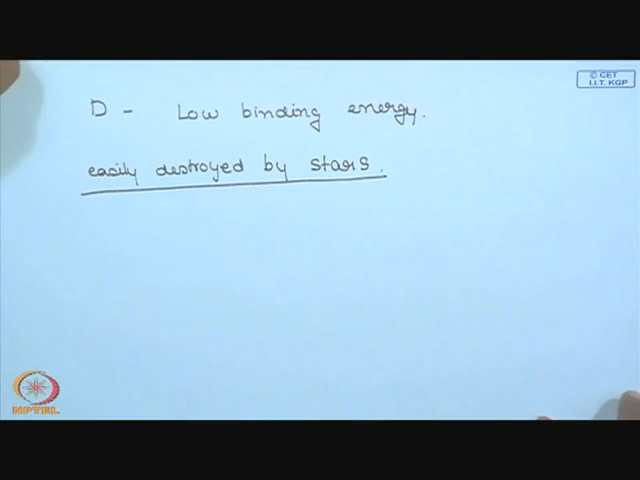 © CET
I.I.T. KGP
D - Low binding energy.
easily destroyed by stars.
NPTEL